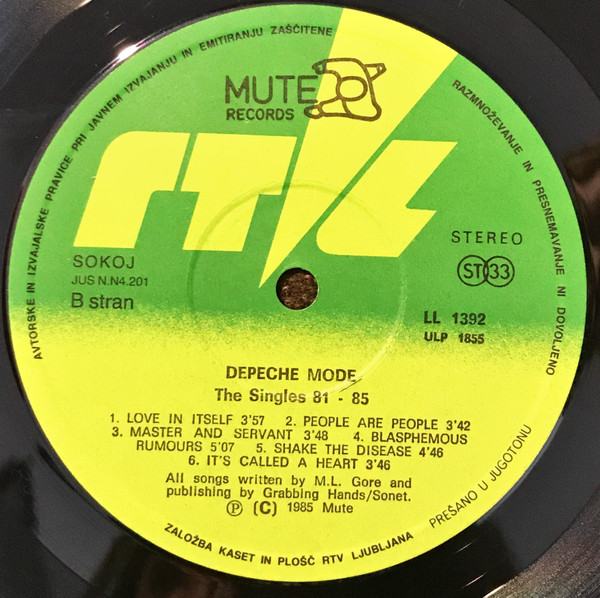 AVTORSKE IN IZVAJALSKE PRAVICE PRI JAVNEM IZVAJANJU IN EMITIRANJU ZAŠČITENE
RAZMNOŽEVANJE IN PRESNEMAVANJE NI DOVOLJENO
MUTE
RECORDS
RTL
SOKOJ
JUS N.N4.201
B stran
STEREO
ST 33
LL 1392
ULP 1855
DEPECHE MODE
The Singles 81 - 85
1. LOVE IN ITSELF 3'57 2. PEOPLE ARE PEOPLE 3'42
3. MASTER AND SERVANT 3'48 4. BLASPHEMOUS
RUMOURS 5'07 5. SHAKE THE DISEASE 4'46
6. IT'S CALLED A HEART 3'46
All songs written by M.L. Gore and
publishing by Grabbing Hands/Sonet.
Ⓟ (C) 1985 Mute
ZALOŽBA KASET IN PLOŠČ RTV LJUBLJANA
PREŠANO U JUGOTONU